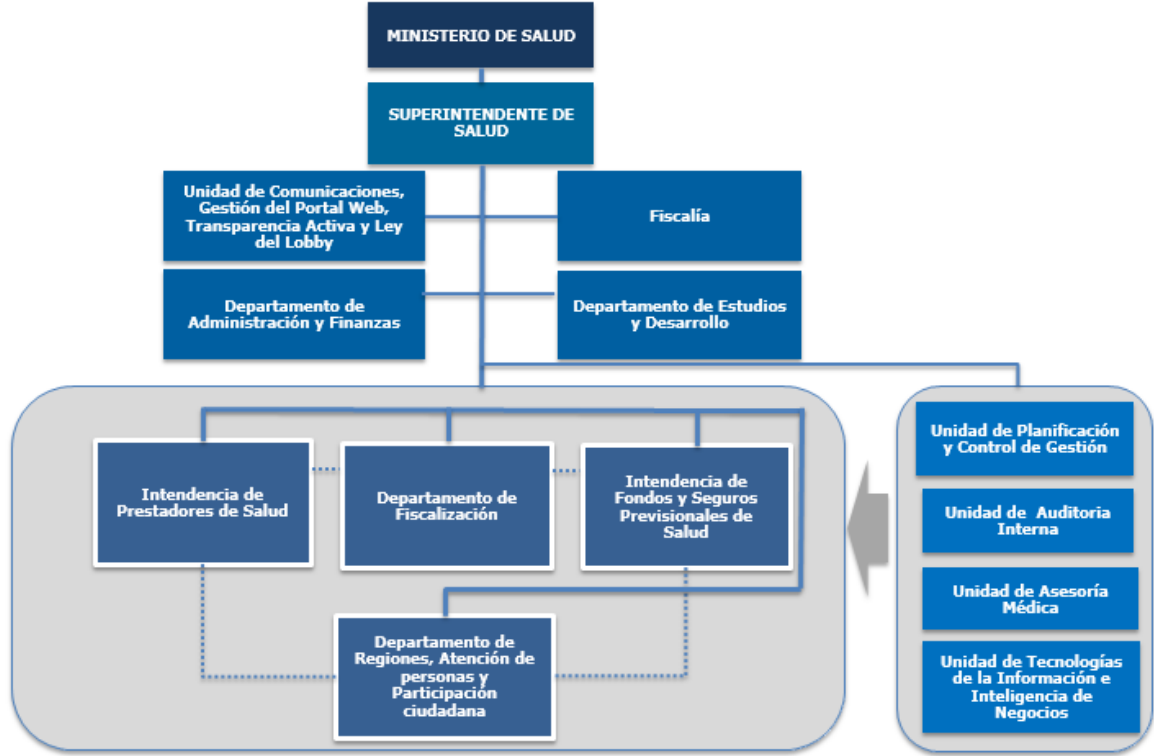 MINISTERIO DE SALUD
SUPERINTENDENTE DE
SALUD
Unidad de Comunicaciones,
Gestión del Portal Web,
Transparencia Activa y Ley
del Lobby
Fiscalía
Departamento de
Administración y Finanzas
Departamento de Estudios
y Desarrollo
Intendencia de
Prestadores de Salud
Departamento de
Fiscalización
Intendencia de
Fondos y Seguros
Previsionales de
Salud
Departamento de
Regiones, Atención de
personas y
Participación
ciudadana
Unidad de Planificación
y Control de Gestión
Unidad de Auditoria
Interna
Unidad de Asesoría
Médica
Unidad de Tecnologías
de la Información e
Inteligencia de
Negocios